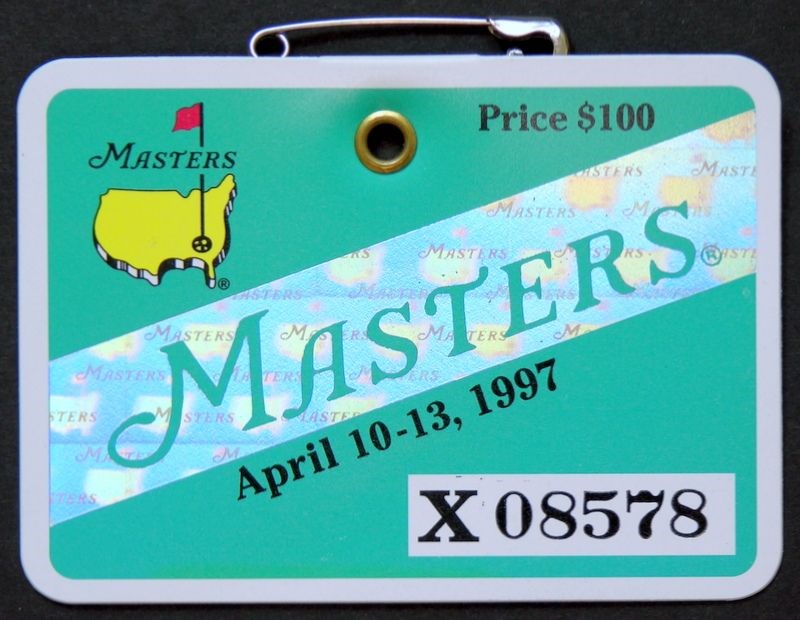 Price $100
MASTERS
®
MASTERS®
April 10-13, 1997
X 08578